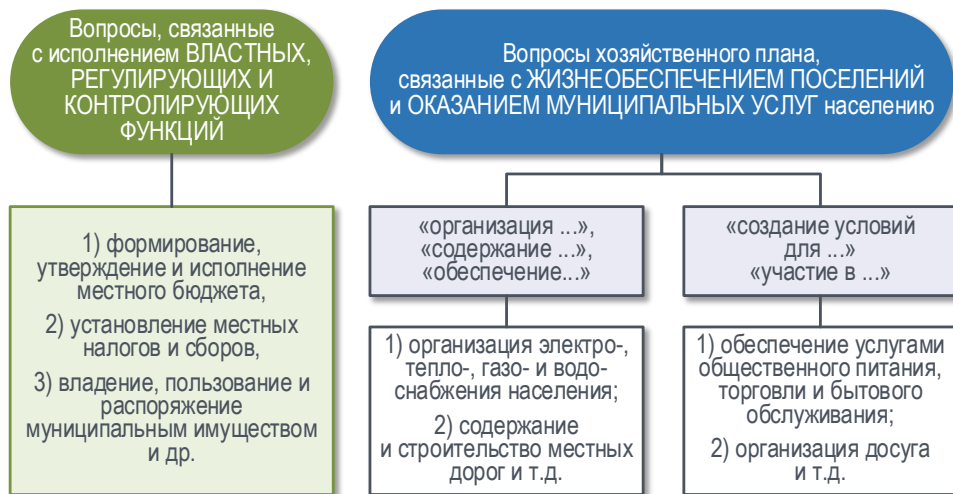 Вопросы, связанные
с исполнением ВЛАСТНЫХ,
РЕГУЛИРУЮЩИХ И
КОНТРОЛИРУЮЩИХ
ФУНКЦИЙ
1) формирование,
утверждение и исполнение
местного бюджета,
2) установление местных
налогов и сборов,
3) владение, пользование и
распоряжение
муниципальным имуществом
и др.
Вопросы хозяйственного плана,
связанные с ЖИЗНЕОБЕСПЕЧЕНИЕМ ПОСЕЛЕНИЙ
и ОКАЗАНИЕМ МУНИЦИПАЛЬНЫХ УСЛУГ населению
«организация ...»,
«содержание ...»,
«обеспечение...»
1) организация электро-,
тепло-, газо- и водо-
снабжения населения;
2) содержание
и строительство местных
дорог и т.д.
«создание условий
для ...»
«участие в ...»
1) обеспечение услугами
общественного питания,
торговли и бытового
обслуживания;
2) организация досуга
и т.д.